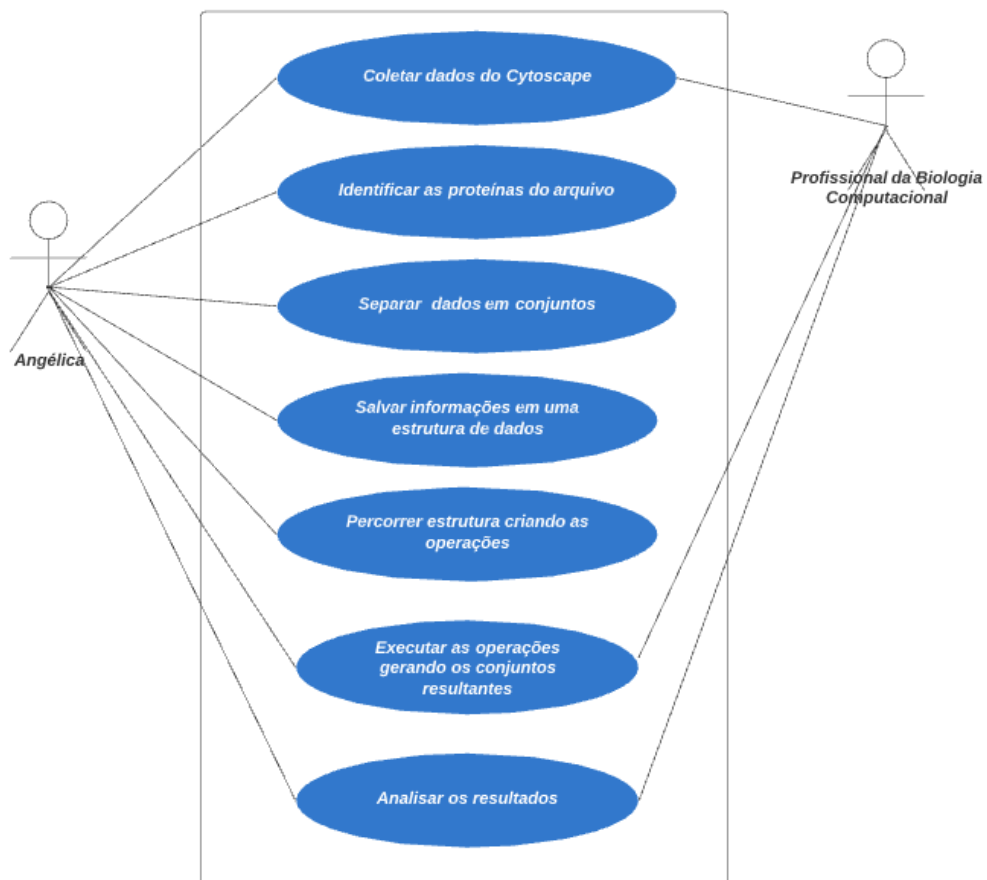 Coletar dados do Cytoscape
Profissional da Biologia
Computacional
Identificar as proteínas do arquivo
Separar dados em conjuntos
Angélica
Salvar informações em uma
estrutura de dados
Percorrer estrutura criando as
operações
Executar as operações
gerando os conjuntos
resultantes
Analisar os resultados